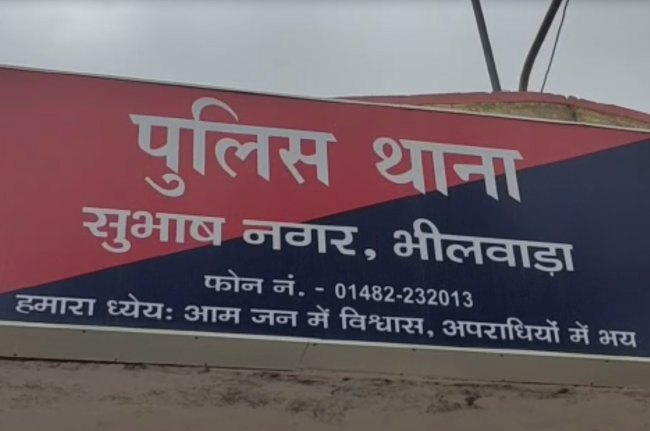 पुलिस थाना
सुभाष नगर, भीलवाड़ा
फोन नं. - 01482-232013
हमारा ध्येय: आम जन में विश्वास, अपराधियों में भय